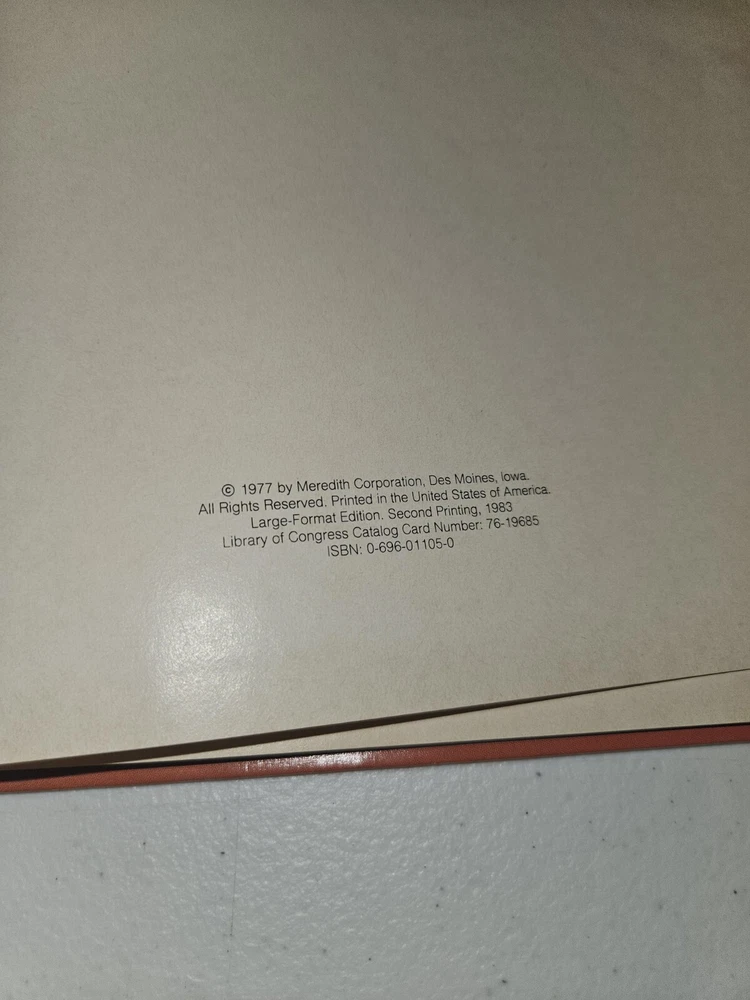 © 1977 by Meredith Corporation, Des Moines, Iowa.
All Rights Reserved. Printed in the United States of America.
Large-Format Edition. Second Printing, 1983
Library of Congress Catalog Card Number: 76-19685
ISBN: 0-696-01105-0